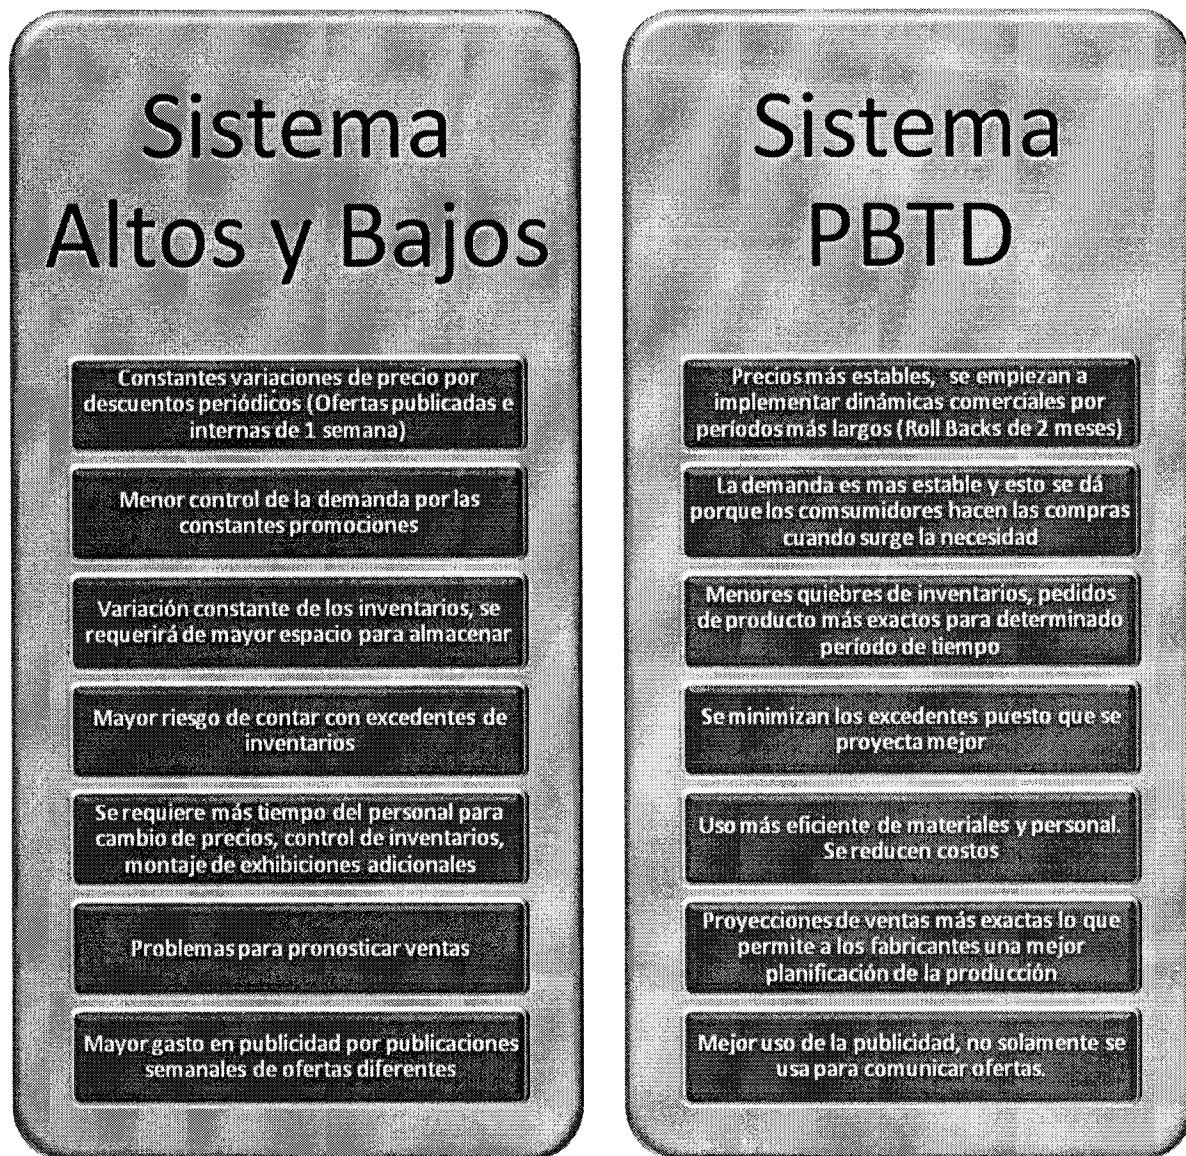 Sistema
Altos y Bajos
Constantes variaciones de precio por
descuentos periódicos (Ofertas publicadas e
internas de 1 semana)
Menor control de la demanda por las
constantes promociones
Variación constante de los inventarios, se
requerirá de mayor espacio para almacenar
Mayor riesgo de contar con excedentes de
inventarios
Se requiere más tiempo del personal para
cambio de precios, control de inventarios,
montaje de exhibiciones adicionales
Problemas para pronosticar ventas
Mayor gasto en publicidad por publicaciones
semanales de ofertas diferentes
Sistema
PBTD
Precios más estables, se empiezan a
implementar dinámicas comerciales por
períodos más largos (Roll Backs de 2 meses)
La demanda es mas estable y esto se dá
porque los comsumidores hacen las compras
cuando surge la necesidad
Menores quiebres de inventarios, pedidos
de producto más exactos para determinado
período de tiempo
Se minimizan los excedentes puesto que se
proyecta mejor
Uso más eficiente de materiales y personal.
Se reducen costos
Proyecciones de ventas más exactas lo que
permite a los fabricantes una mejor
planificación de la producción
Mejor uso de la publicidad, no solamente se
usa para comunicar ofertas.